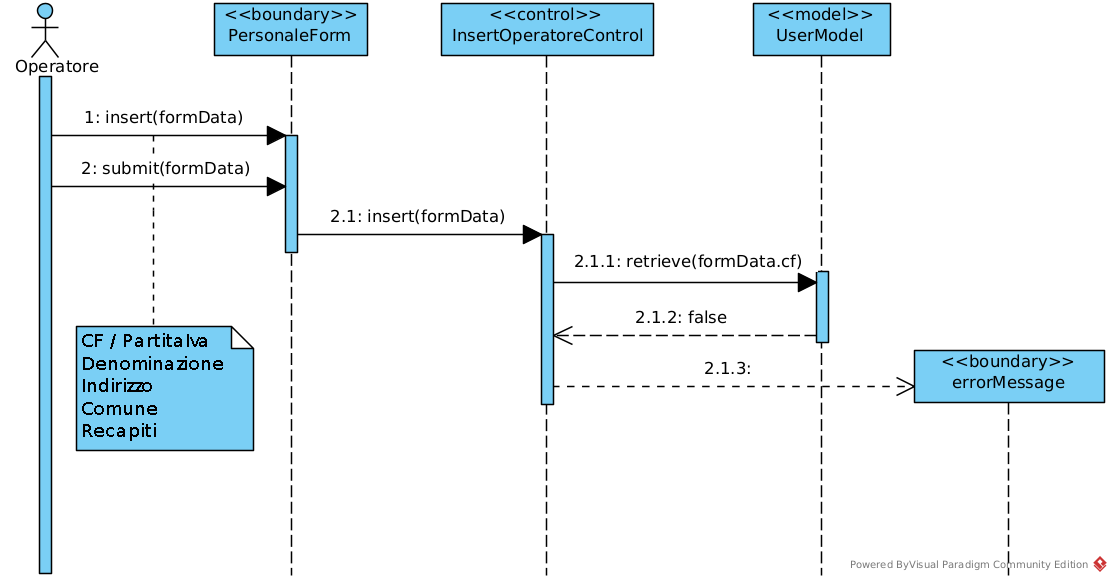 <<boundary>>
PersonaleForm
<<control>>
InsertOperatoreControl
<<model>>
UserModel
Operatore
1: insert(formData)
2: submit(formData)
2.1: insert(formData)
2.1.1: retrieve(formData.cf)
2.1.2: false
2.1.3:
<<boundary>>
errorMessage
CF / PartitaIva
Denominazione
Indirizzo
Comune
Recapiti
Powered ByVisual Paradigm Community Edition